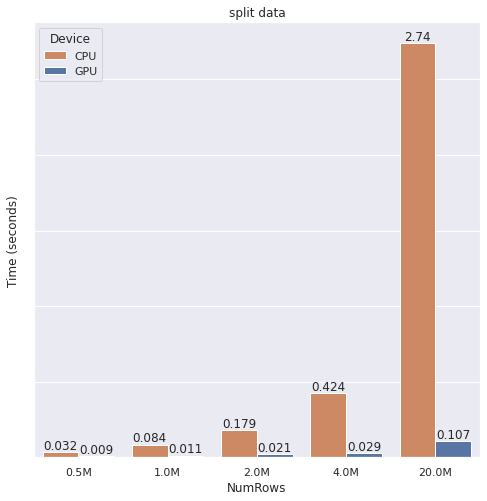 split data
Device
CPU
GPU
Time (seconds)
2.74
0.424
0.179
0.107
0.084
0.032
0.029
0.021
0.011
0.009
0.5M 1.0M 2.0M 4.0M 20.0M
NumRows